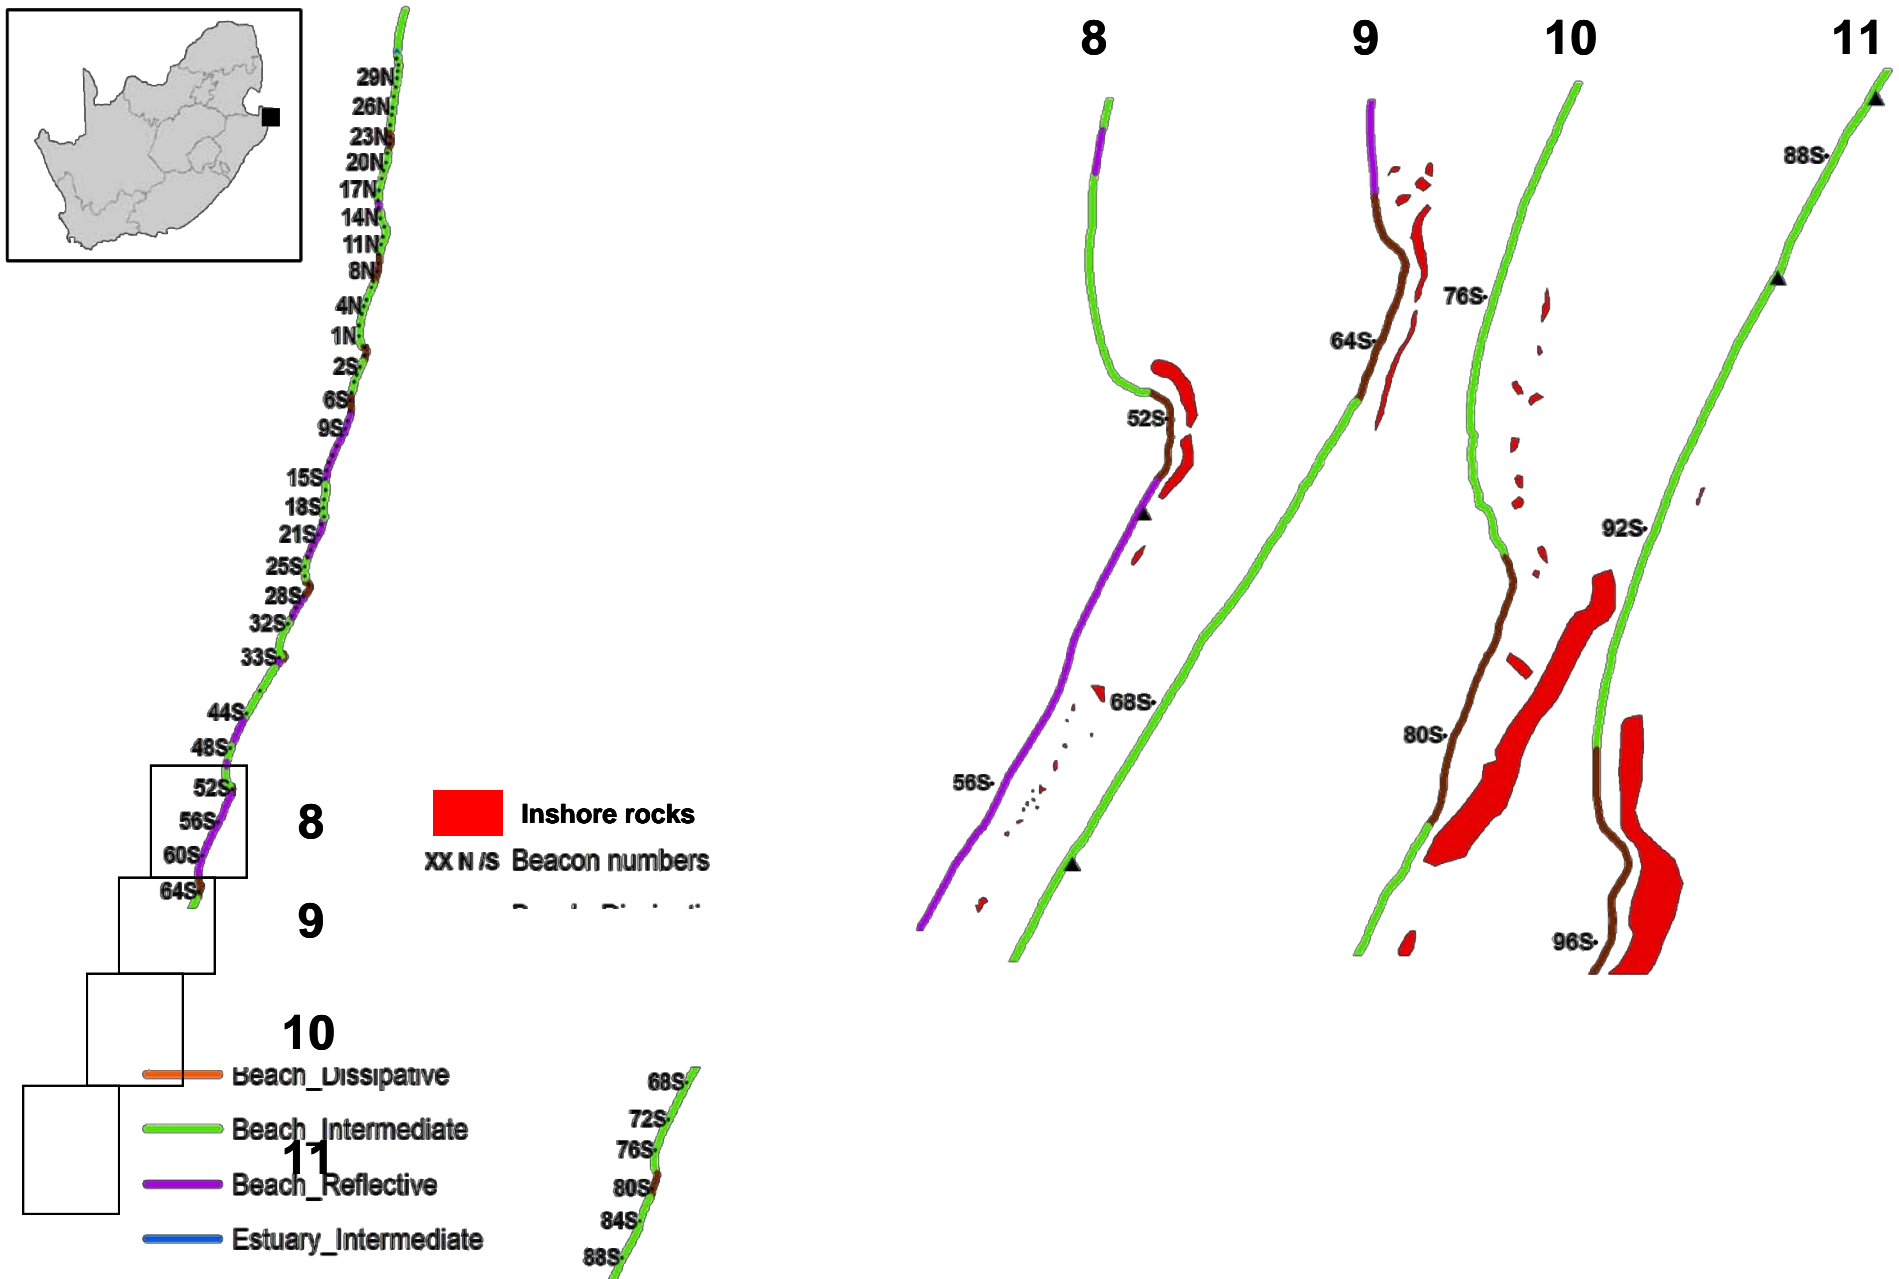 8 9 10 11
29N
26N
23N
20N
17N
14N
11N
8N
4N
1N
2S
6S
9S
15S
18S
21S
25S
28S
32S
33S
44S
48S
52S
56S
60S
64S
8
9
10
11
Inshore rocks
XX N /S Beacon numbers
Beach_Dissipative
Beach_Intermediate
Beach_Reflective
Estuary_Intermediate
68S
72S
76S
80S
84S
88S
52S
56S
64S
68S
76S
80S
88S
92S
96S